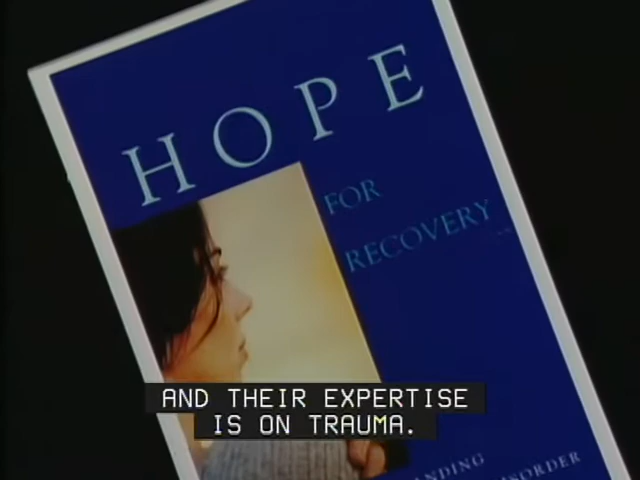 HOPE
FOR
RECOVERY
AND THEIR EXPERTISE
IS ON TRAUMA.